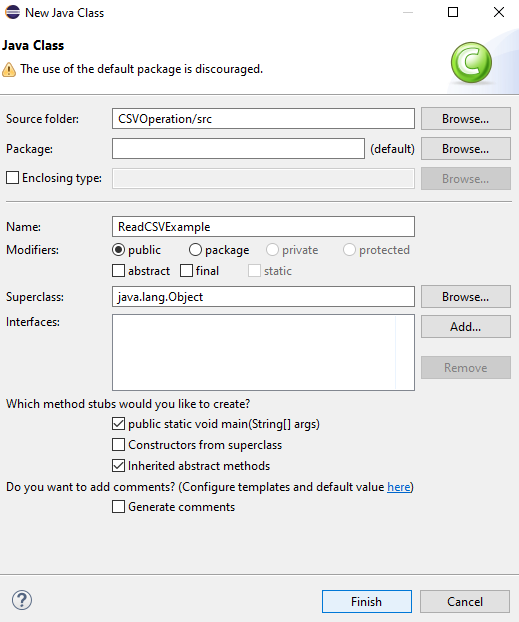 New Java Class
Java Class
The use of the default package is discouraged.
C
Source folder: CSVOperation/src Browse...
Package: (default) Browse...
Enclosing type: Browse...
Name: ReadCSVExample
Modifiers: public package private protected
abstract final static
Superclass: java.lang.Object Browse...
Interfaces: Add...
Remove
Which method stubs would you like to create?
public static void main(String[] args)
Constructors from superclass
Inherited abstract methods
Do you want to add comments? (Configure templates and default value here)
Generate comments
? Finish Cancel